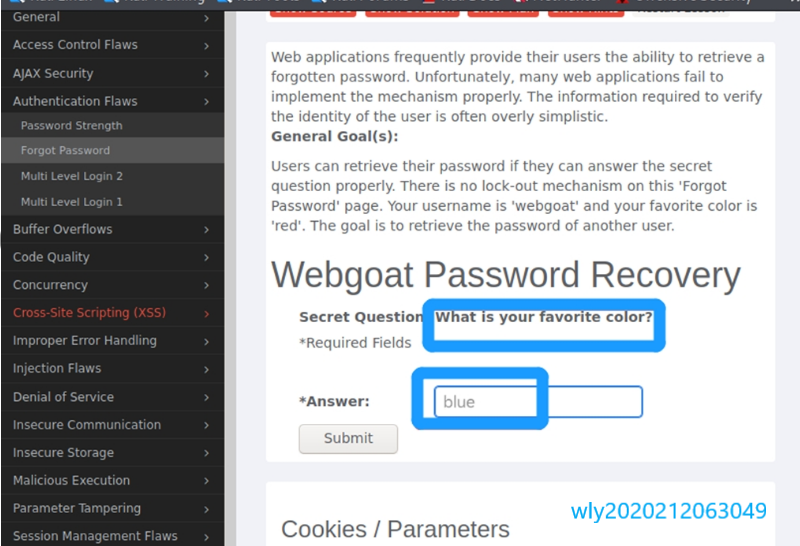 General
Access Control Flaws
AJAX Security
Authentication Flaws
Password Strength
Forgot Password
Multi Level Login 2
Multi Level Login 1
Buffer Overflows
Code Quality
Concurrency
Cross-Site Scripting (XSS)
Improper Error Handling
Injection Flaws
Denial of Service
Insecure Communication
Insecure Storage
Malicious Execution
Parameter Tampering
Session Management Flaws
Web applications frequently provide their users the ability to retrieve a
forgotten password. Unfortunately, many web applications fail to
implement the mechanism properly. The information required to verify
the identity of the user is often overly simplistic.
General Goal(s):
Users can retrieve their password if they can answer the secret
question properly. There is no lock-out mechanism on this 'Forgot
Password' page. Your username is 'webgoat' and your favorite color is
'red'. The goal is to retrieve the password of another user.
Webgoat Password Recovery
Secret Question What is your favorite color?
*Required Fields
*Answer: blue
Submit
Cookies / Parameters
wly2020212063049